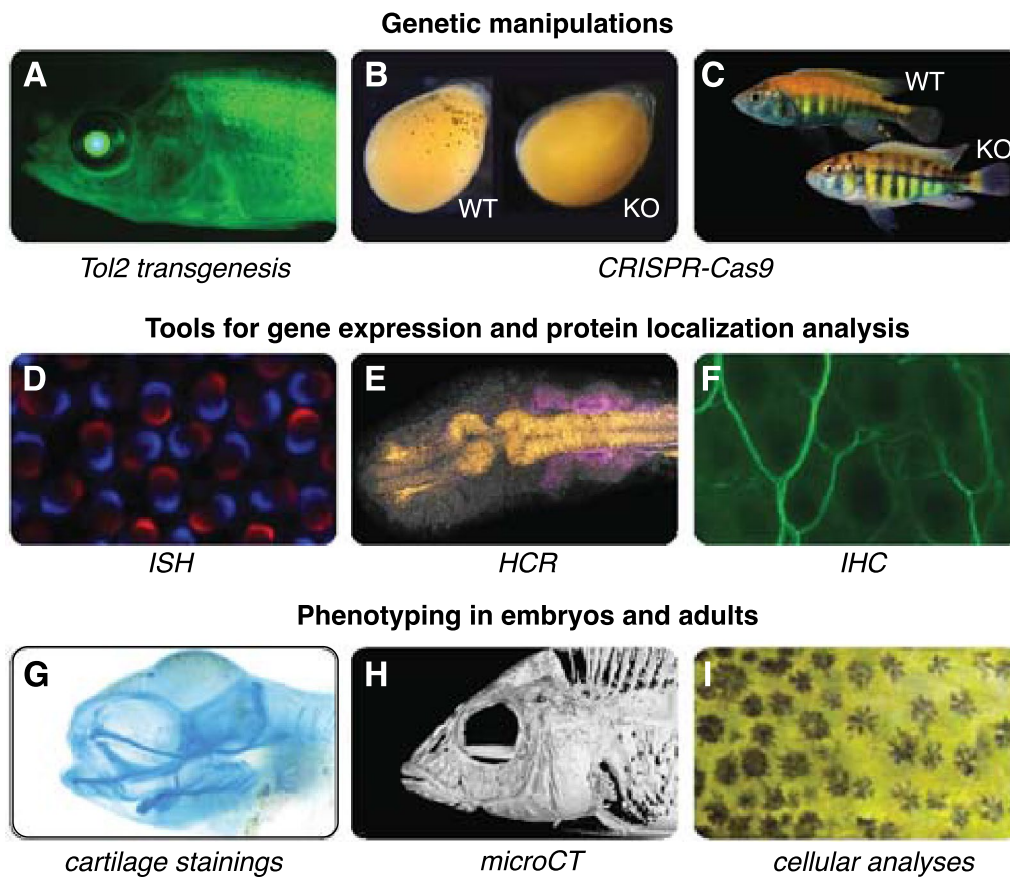 Genetic manipulations
A
B
C
WT
KO
WT
KO
Tol2 transgenesis
CRISPR-Cas9
Tools for gene expression and protein localization analysis
D
E
F
ISH
HCR
IHC
Phenotyping in embryos and adults
G
H
I
cartilage stainings
microCT
cellular analyses